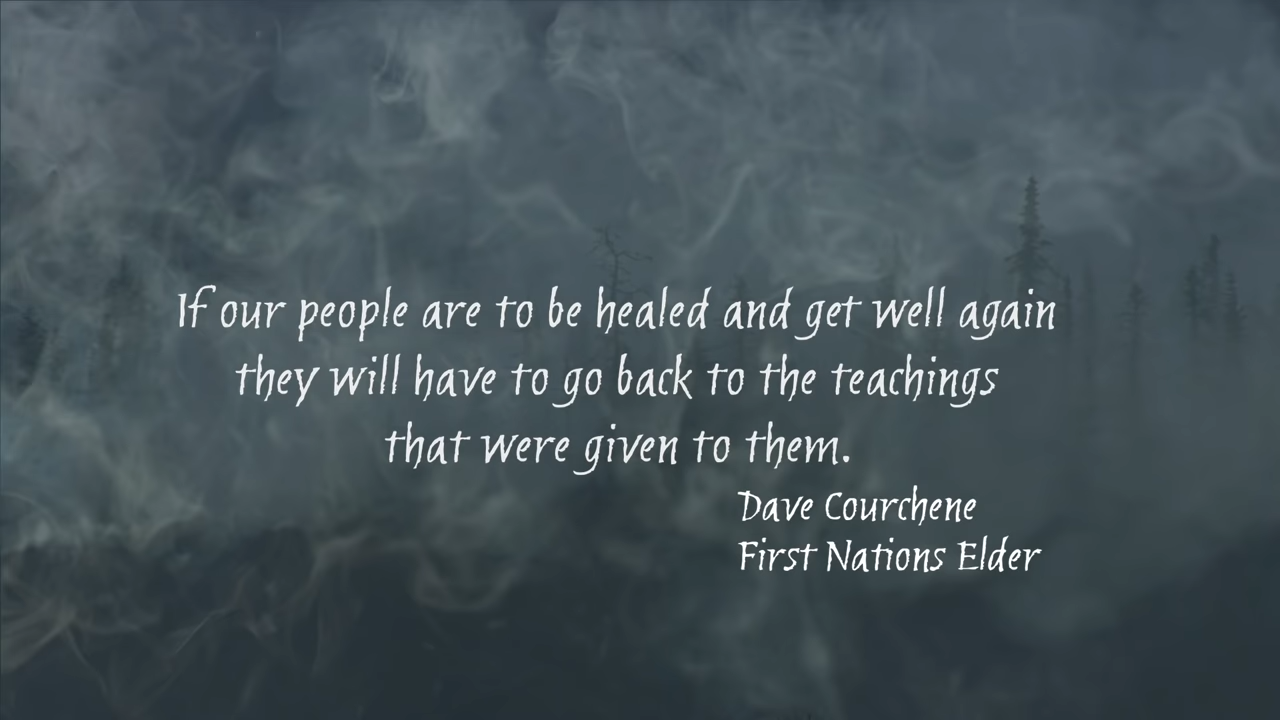 If our people are to be healed and get well again
they will have to go back to the teachings
that were given to them.
Dave Courchene
First Nations Elder